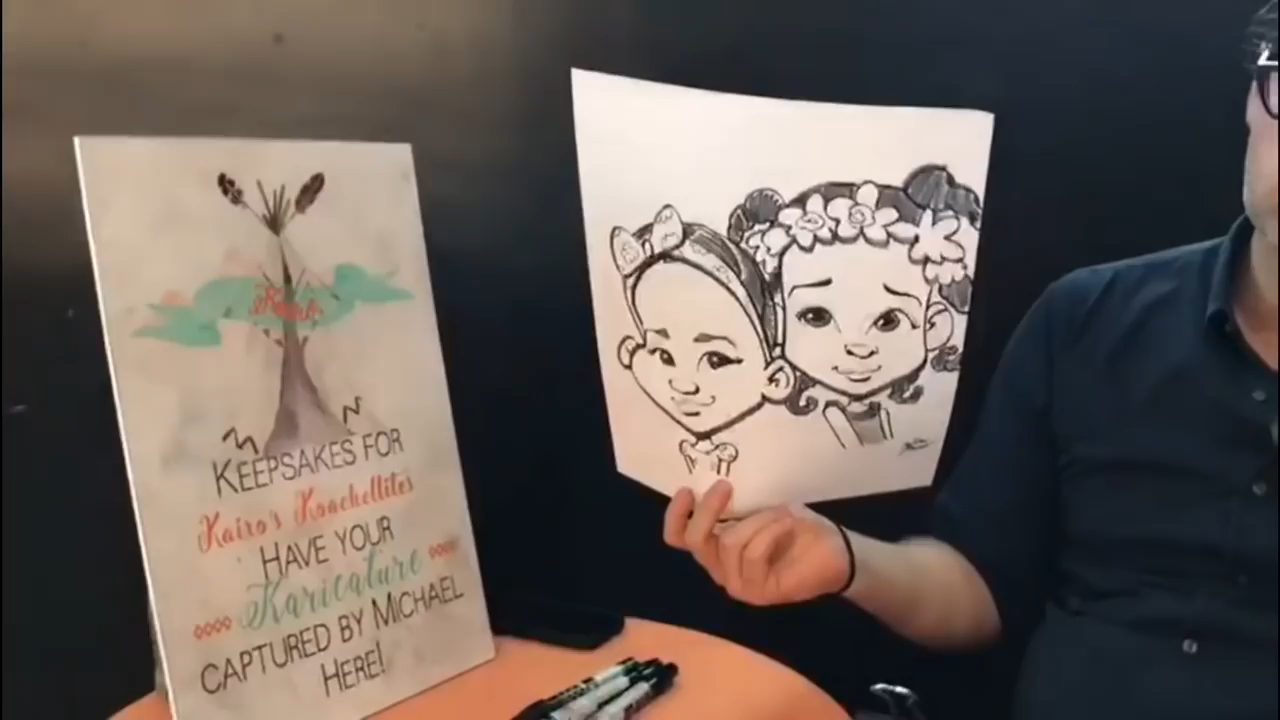 Kairo
KEEPSAKES FOR
Kairo's Koachellites
HAVE YOUR
Karicature
CAPTURED BY MICHAEL
HERE!